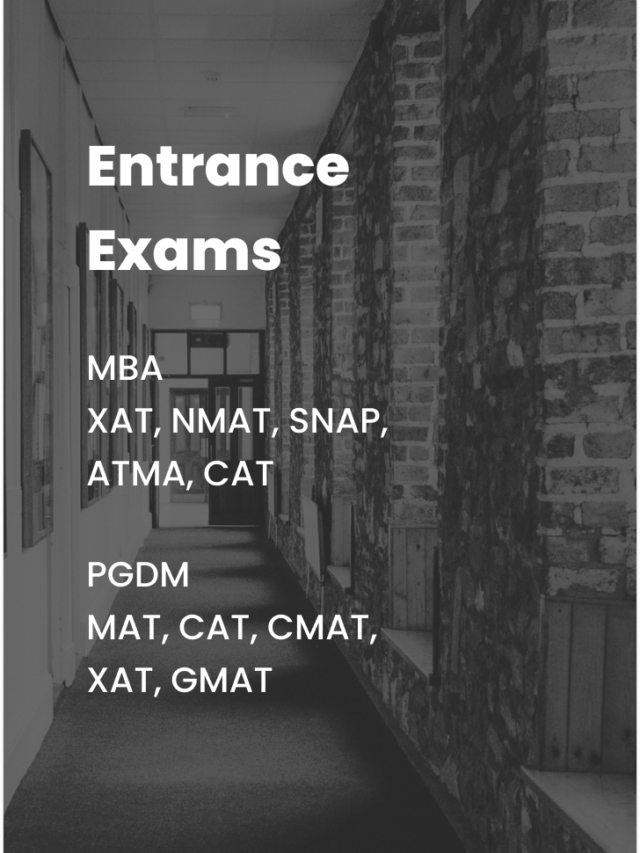 Entrance
Exams
MBA
XAT, NMAT, SNAP,
ATMA, CAT
PGDM
MAT, CAT, CMAT,
XAT, GMAT